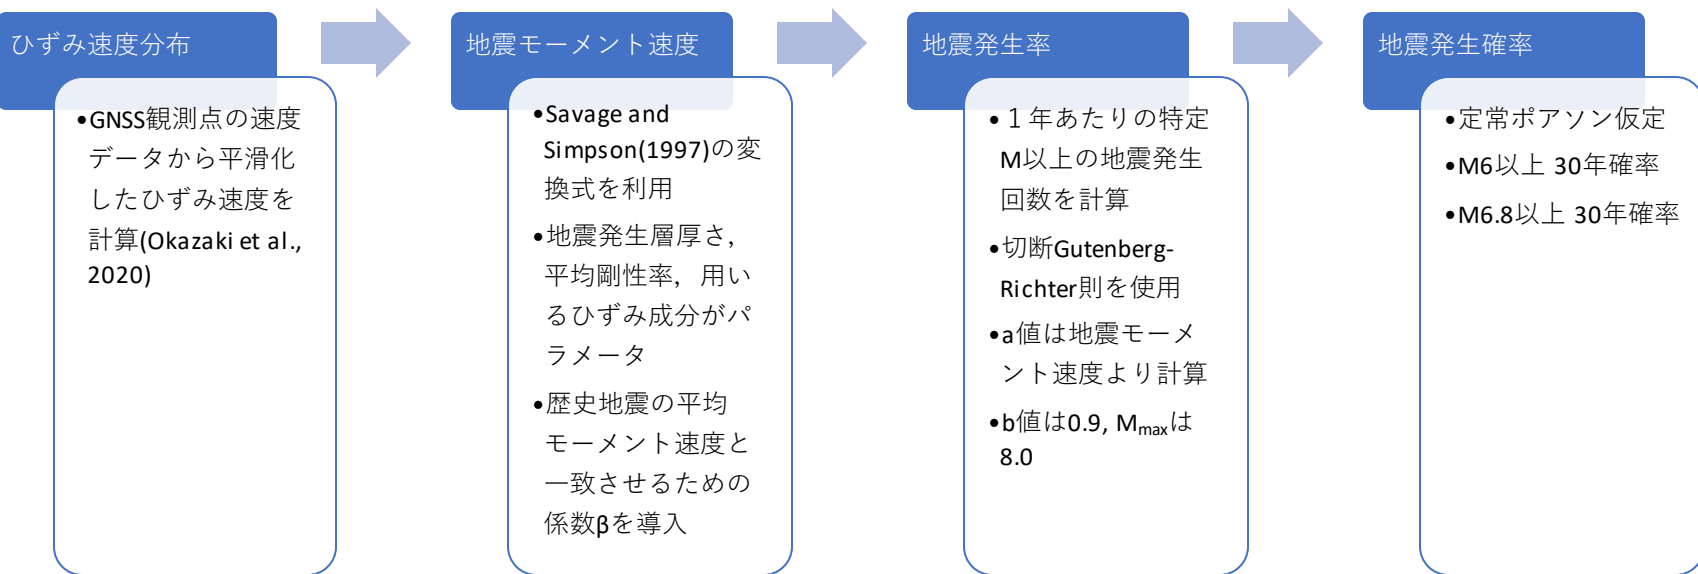 ひずみ速度分布
•GNSS観測点の速度
データから平滑化
したひずみ速度を
計算(Okazaki et al.,
2020)
地震モーメント速度
•Savage and
Simpson(1997)の変
換式を利用
•地震発生層厚さ，
平均剛性率，用い
るひずみ成分がパ
ラメータ
•歴史地震の平均
モーメント速度と
一致させるための
係数βを導入
地震発生率
•１年あたりの特定
M以上の地震発生
回数を計算
•切断Gutenberg-
Richter則を使用
•a値は地震モーメ
ント速度より計算
•b値は0.9, Mmaxは
8.0
地震発生確率
•定常ポアソン仮定
•M6以上 30年確率
•M6.8以上 30年確率